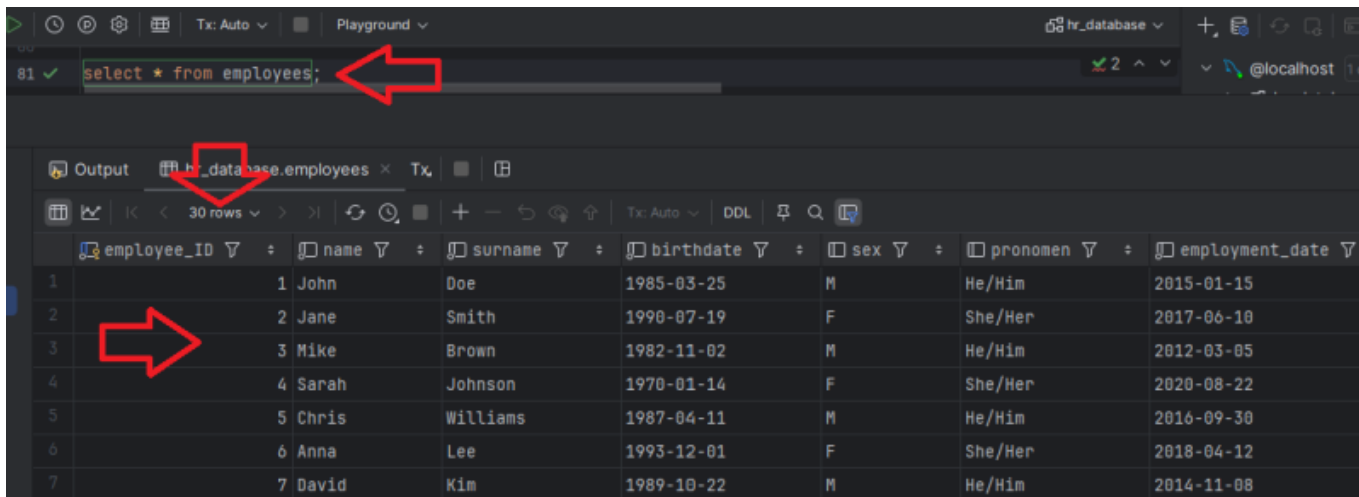 Tx: Auto Playground hr_database
81 select * from employees; 2 @localhost
Output hr_database.employees Tx
30 rows Tx: Auto DDL
employee_ID name surname birthdate sex pronomen employment_date
1 1 John Doe 1985-03-25 M He/Him 2015-01-15
2 2 Jane Smith 1990-07-19 F She/Her 2017-06-10
3 3 Mike Brown 1982-11-02 M He/Him 2012-03-05
4 4 Sarah Johnson 1970-01-14 F She/Her 2020-08-22
5 5 Chris Williams 1987-04-11 M He/Him 2016-09-30
6 6 Anna Lee 1993-12-01 F She/Her 2018-04-12
7 7 David Kim 1989-10-22 M He/Him 2014-11-08